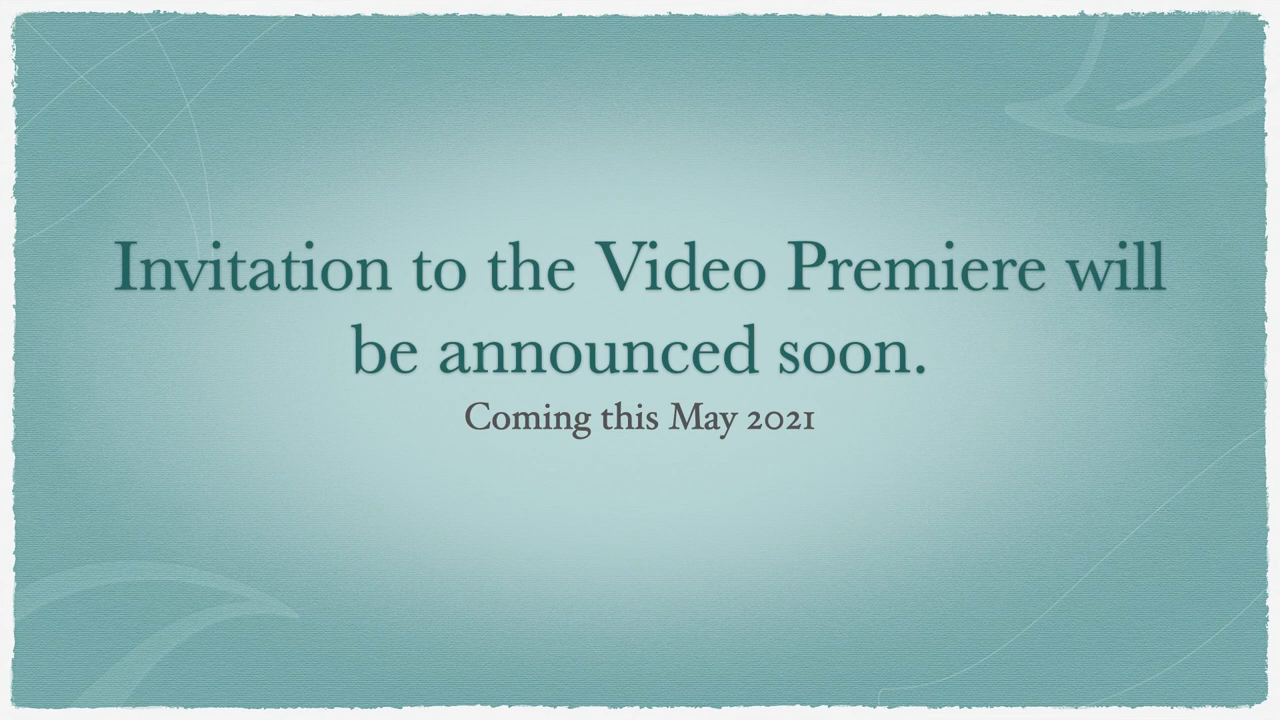 Invitation to the Video Premiere will
be announced soon.
Coming this May 2021